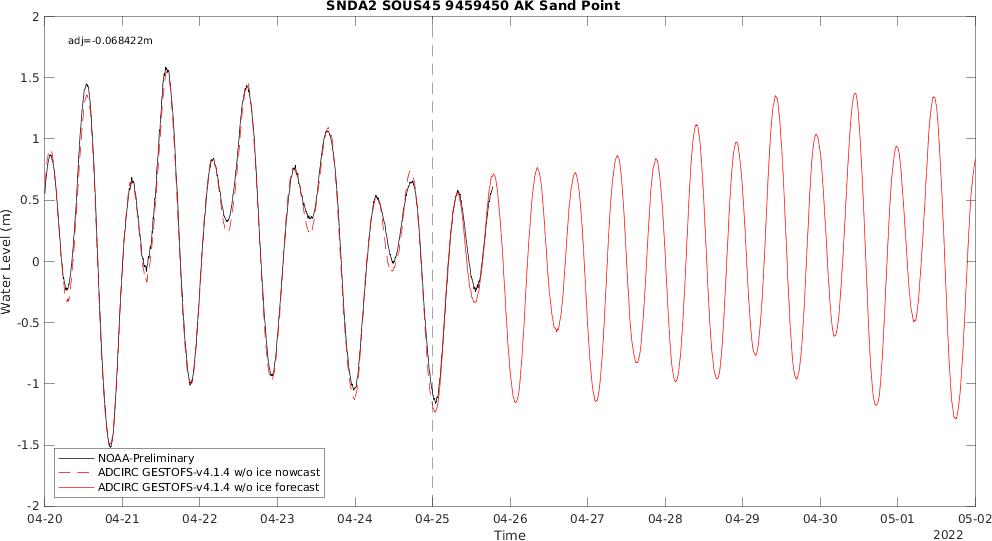 SNDA2 SOUS45 9459450 AK Sand Point
adj=-0.068422m
Water Level (m)
2
1.5
1
0.5
0
-0.5
-1
-1.5
-2
NOAA-Preliminary
ADCIRC GESTOFS-v4.1.4 w/o ice nowcast
ADCIRC GESTOFS-v4.1.4 w/o ice forecast
04-20 04-21 04-22 04-23 04-24 04-25 04-26 04-27 04-28 04-29 04-30 05-01 05-02
Time
2022